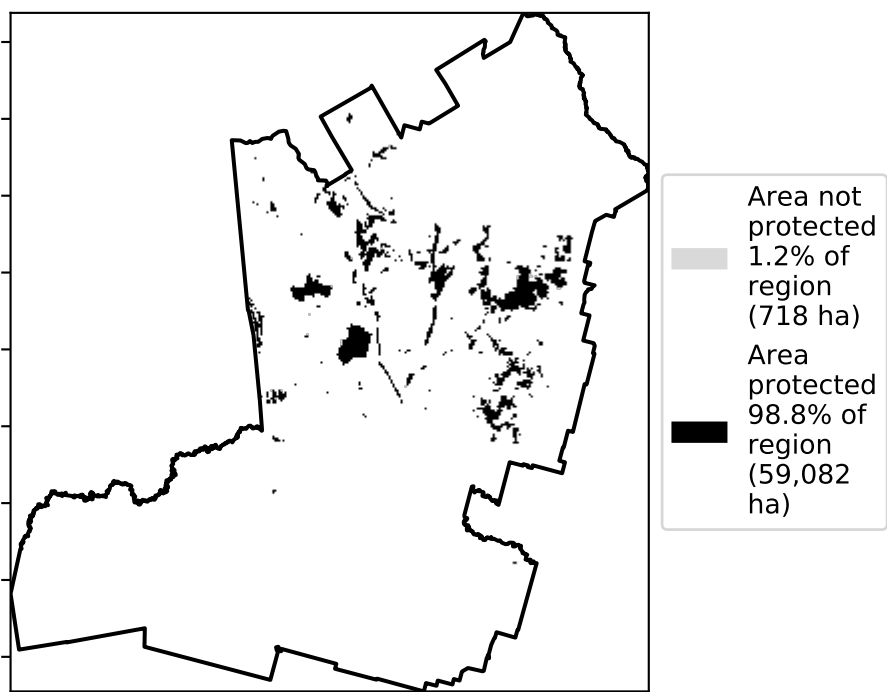 Area not
protected
1.2% of
region
(718 ha)
Area
protected
98.8% of
region
(59,082
ha)